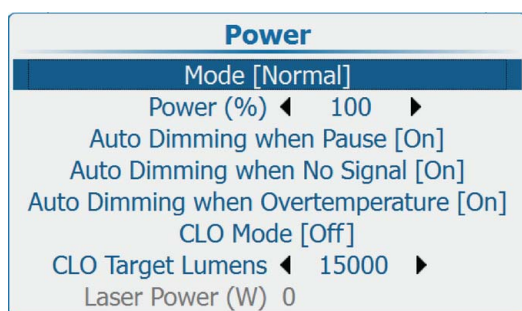 Power
Mode [Normal]
Power (%) ◀ 100 ▶
Auto Dimming when Pause [On]
Auto Dimming when No Signal [On]
Auto Dimming when Overtemperature [On]
CLO Mode [Off]
CLO Target Lumens ◀ 15000 ▶
Laser Power (W) 0